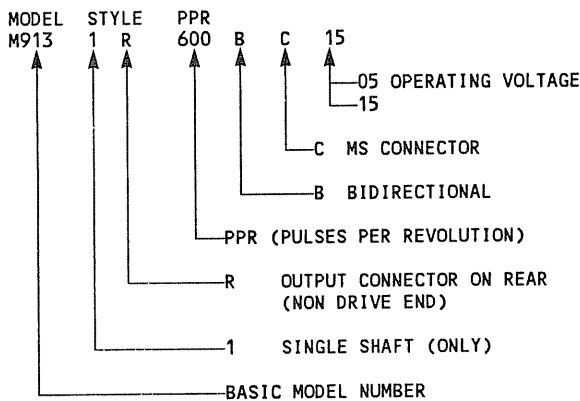 MODEL STYLE PPR
M913 1 R 600 B C 15
05 OPERATING VOLTAGE
15
C MS CONNECTOR
B BIDIRECTIONAL
PPR (PULSES PER REVOLUTION)
R OUTPUT CONNECTOR ON REAR
(NON DRIVE END)
1 SINGLE SHAFT (ONLY)
BASIC MODEL NUMBER